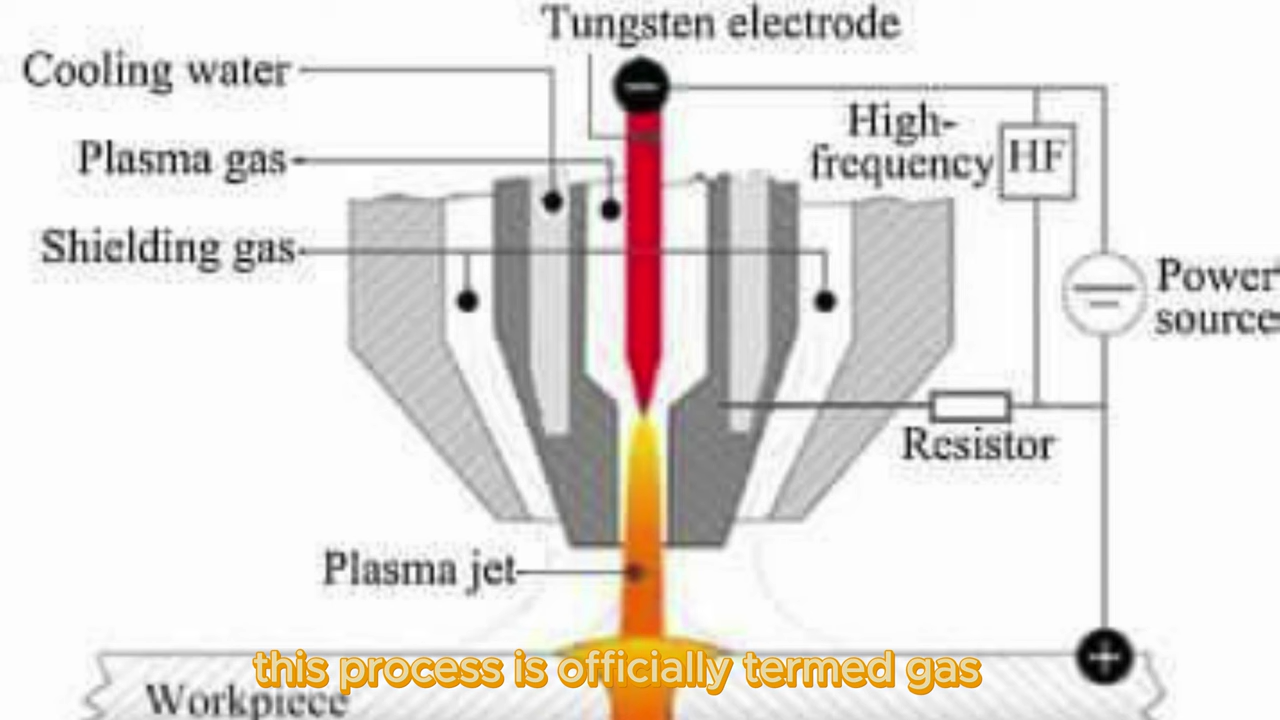 Tungsten electrode
Cooling water
High-
frequency
HF
Plasma gas
Shielding gas
Power
source
Resistor
Plasma jet
this process is officially termed gas
Workpiece